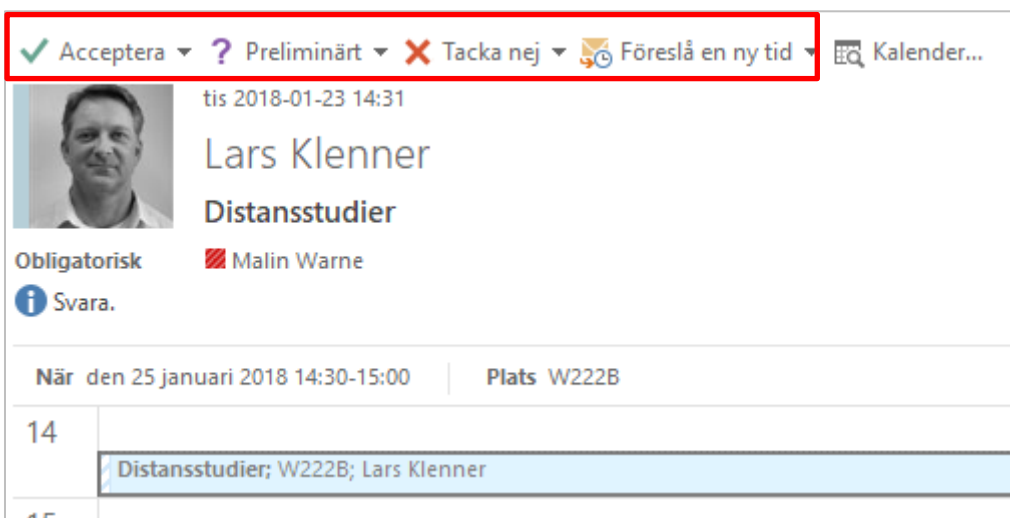 Acceptera ? Preliminärt Tacka nej Föreslå en ny tid Kalender...
tis 2018-01-23 14:31
Lars Klenner
Distansstudier
Obligatorisk Malin Warne
Svara.
När den 25 januari 2018 14:30-15:00 Plats W222B
14
Distansstudier; W222B; Lars Klenner